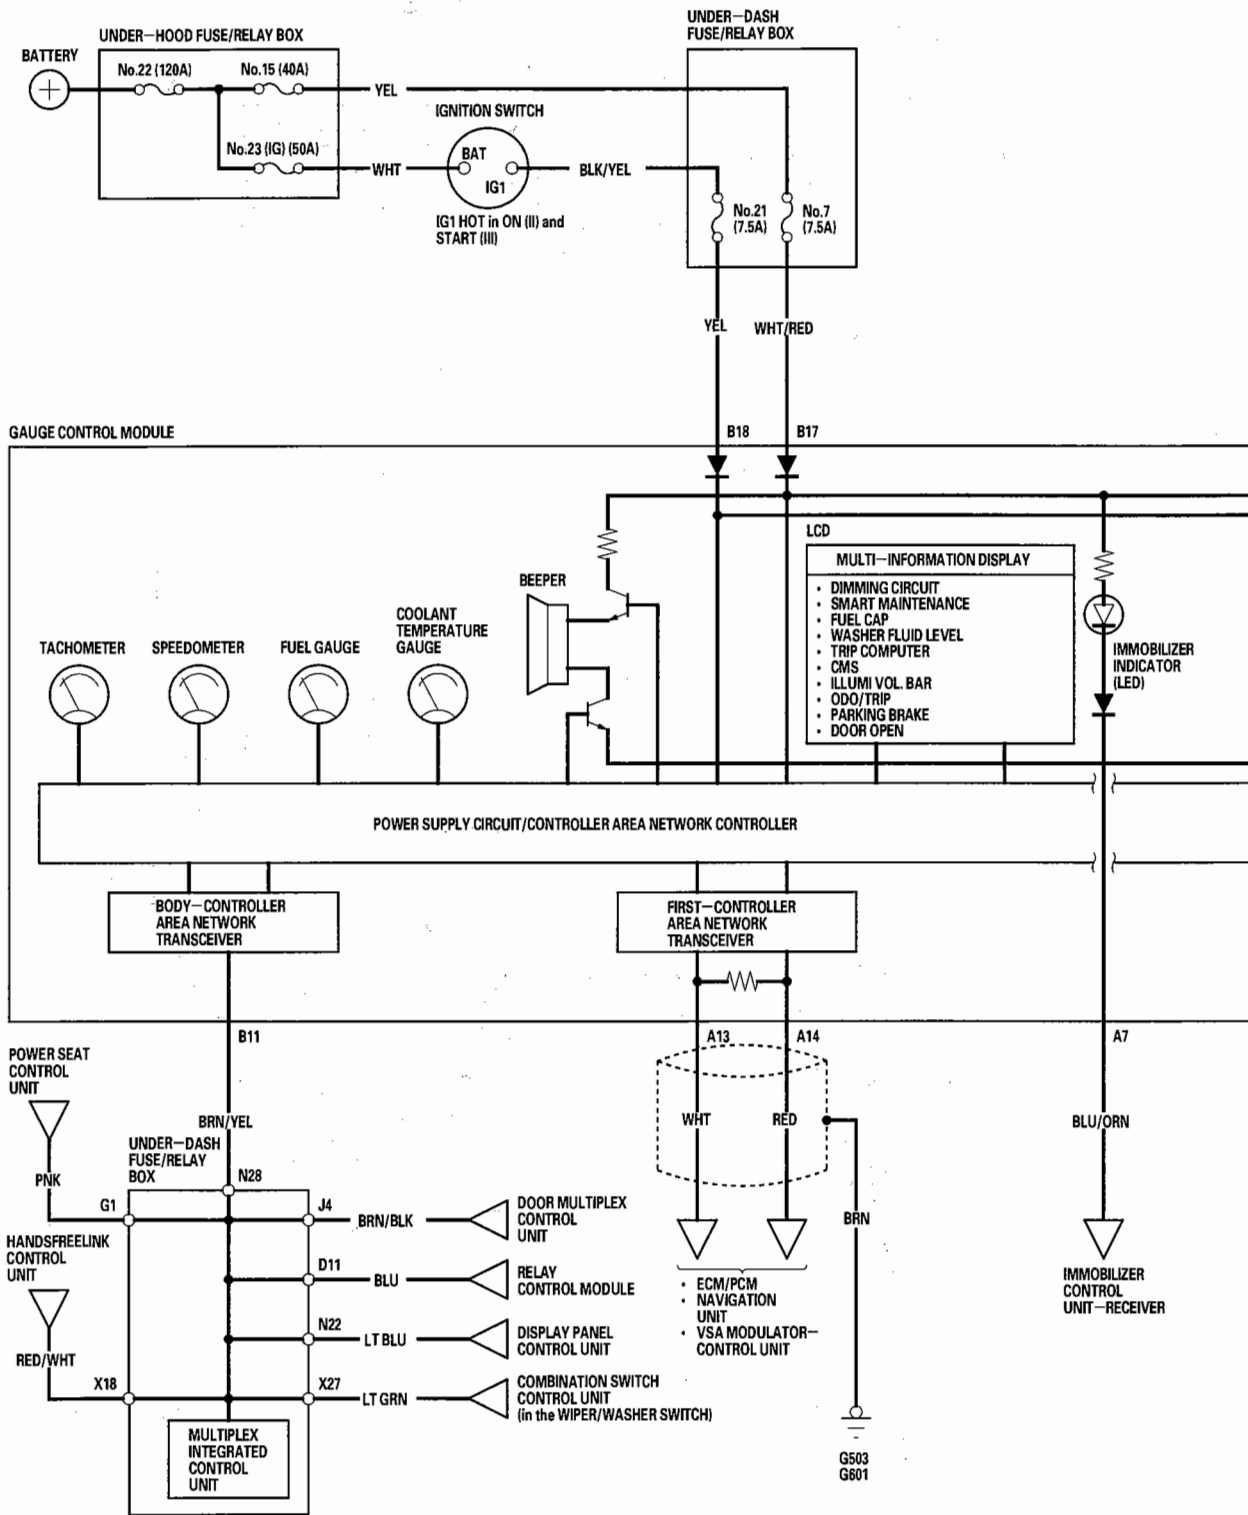 UNDER-DASH
FUSE/RELAY BOX
UNDER-HOOD FUSE/RELAY BOX
BATTERY
No.22 (120A)
No.15 (40A)
YEL
IGNITION SWITCH
No.23 (IG) (50A)
WHT
BAT
IG1
BLK/YEL
IG1 HOT in ON (II) and
START (III)
No.21
(7.5A)
No.7
(7.5A)
YEL
WHT/RED
GAUGE CONTROL MODULE
B18
B17
LCD
MULTI-INFORMATION DISPLAY
• DIMMING CIRCUIT
• SMART MAINTENANCE
• FUEL CAP
• WASHER FLUID LEVEL
• TRIP COMPUTER
• CMS
• ILLUMI VOL. BAR
• ODO/TRIP
• PARKING BRAKE
• DOOR OPEN
BEEPER
COOLANT
TEMPERATURE
GAUGE
TACHOMETER
SPEEDOMETER
FUEL GAUGE
IMMOBILIZER
INDICATOR
(LED)
POWER SUPPLY CIRCUIT/CONTROLLER AREA NETWORK CONTROLLER
BODY-CONTROLLER
AREA NETWORK
TRANSCEIVER
FIRST-CONTROLLER
AREA NETWORK
TRANSCEIVER
B11
A13
A14
A7
POWER SEAT
CONTROL
UNIT
BRN/YEL
WHT
RED
BLU/ORN
UNDER-DASH
FUSE/RELAY
BOX
N28
PNK
G1
J4
BRN/BLK
DOOR MULTIPLEX
CONTROL
UNIT
BRN
HANDSFREELINK
CONTROL
UNIT
D11
BLU
RELAY
CONTROL MODULE
• ECM/PCM
• NAVIGATION
UNIT
• VSA MODULATOR-
CONTROL UNIT
IMMOBILIZER
CONTROL
UNIT-RECEIVER
N22
LT BLU
DISPLAY PANEL
CONTROL UNIT
RED/WHT
X18
X27
LT GRN
COMBINATION SWITCH
CONTROL UNIT
(in the WIPER/WASHER SWITCH)
MULTIPLEX
INTEGRATED
CONTROL
UNIT
G503
G601